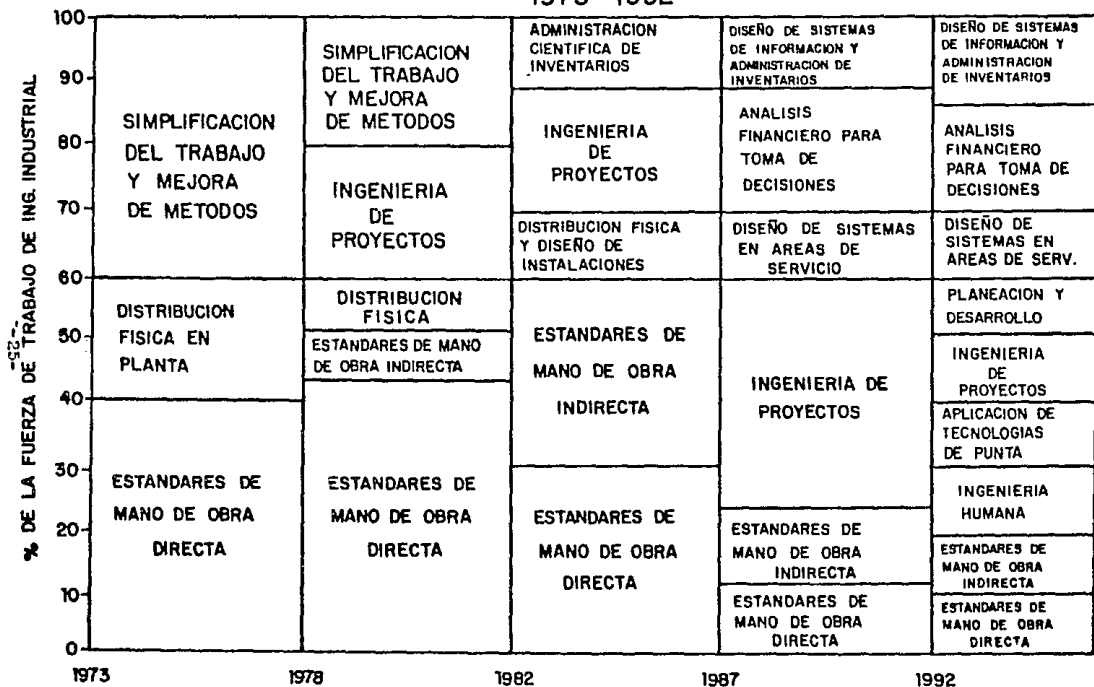 1973 - 1992
% DE LA FUERZA DE TRABAJO DE ING. INDUSTRIAL
--25-
100
90
80
70
60
50
40
30
20
10
0
SIMPLIFICACION
DEL TRABAJO
Y MEJORA
DE METODOS
DISTRIBUCION
FISICA EN
PLANTA
ESTANDARES DE
MANO DE OBRA
DIRECTA
SIMPLIFICACION
DEL TRABAJO
Y MEJORA
DE METODOS
INGENIERIA
DE
PROYECTOS
DISTRIBUCION
FISICA
ESTANDARES DE MANO
DE OBRA INDIRECTA
ESTANDARES DE
MANO DE OBRA
DIRECTA
ADMINISTRACION
CIENTIFICA DE
INVENTARIOS
INGENIERIA
DE
PROYECTOS
DISTRIBUCION FISICA
Y DISEÑO DE
INSTALACIONES
ESTANDARES DE
MANO DE OBRA
INDIRECTA
ESTANDARES DE
MANO DE OBRA
DIRECTA
DISEÑO DE SISTEMAS
DE INFORMACION Y
ADMINISTRACION DE
INVENTARIOS
ANALISIS
FINANCIERO PARA
TOMA DE
DECISIONES
DISEÑO DE SISTEMAS
EN AREAS DE
SERVICIO
INGENIERIA DE
PROYECTOS
ESTANDARES DE
MANO DE OBRA
INDIRECTA
ESTANDARES DE
MANO DE OBRA
DIRECTA
DISEÑO DE SISTEMAS
DE INFORMACION Y
ADMINISTRACION
DE INVENTARIOS
ANALISIS
FINANCIERO
PARA TOMA DE
DECISIONES
DISEÑO DE
SISTEMAS EN
AREAS DE SERV.
PLANEACION Y
DESARROLLO
INGENIERIA
DE
PROYECTOS
APLICACION DE
TECNOLOGIAS
DE PUNTA
INGENIERIA
HUMANA
ESTANDARES DE
MANO DE OBRA
INDIRECTA
ESTANDARES DE
MANO DE OBRA
DIRECTA
1973
1978
1982
1987
1992